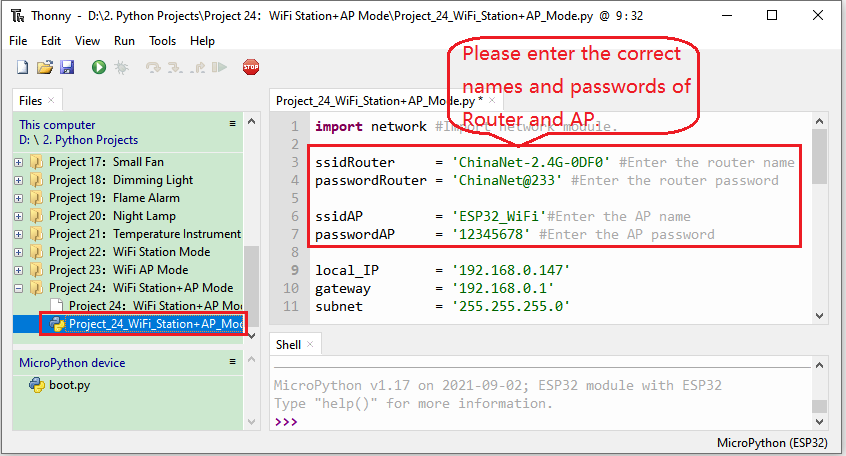 Thonny - D:\2. Python Projects\Project 24: WiFi Station+AP Mode\Project_24_WiFi_Station+AP_Mode.py @ 9 : 32
File Edit View Run Tools Help
STOP
Please enter the correct
names and passwords of
Router and AP.
Files
This computer
D: \ 2. Python Projects
Project 17: Small Fan
Project 18: Dimming Light
Project 19: Flame Alarm
Project 20: Night Lamp
Project 21: Temperature Instrument
Project 22: WiFi Station Mode
Project 23: WiFi AP Mode
Project 24: WiFi Station+AP Mode
Project 24: WiFi Station+AP Mo
Project_24_WiFi_Station+AP_Mod
MicroPython device
boot.py
Project_24_WiFi_Station+AP_Mode.py *
1 import network #Import network module.
2
3 ssidRouter = 'ChinaNet-2.4G-0DF0' #Enter the router name
4 passwordRouter = 'ChinaNet@233' #Enter the router password
5
6 ssidAP = 'ESP32_WiFi'#Enter the AP name
7 passwordAP = '12345678' #Enter the AP password
8
9 local_IP = '192.168.0.147'
10 gateway = '192.168.0.1'
11 subnet = '255.255.255.0'
Shell
MicroPython v1.17 on 2021-09-02; ESP32 module with ESP32
Type "help()" for more information.
>>>
MicroPython (ESP32)